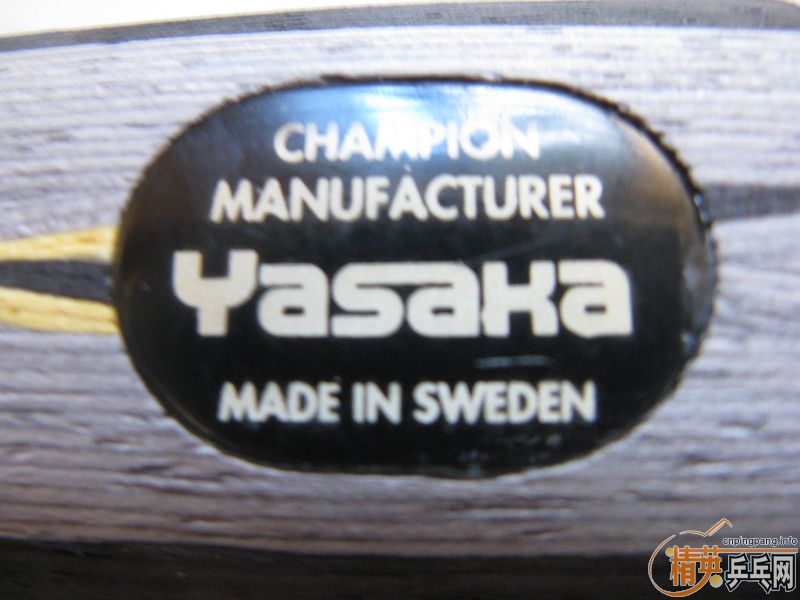 CHAMPION
MANUFACTURER
Yasaka
MADE IN SWEDEN
cnpingpang.info
精英乒乓网